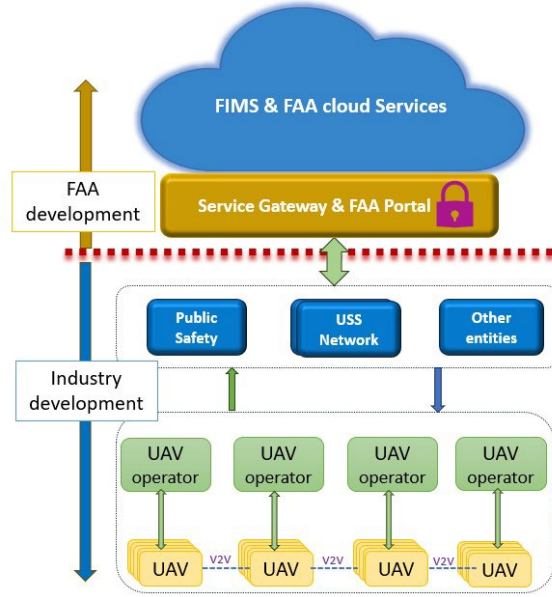 FIMS & FAA cloud Services
FAA
development
Service Gateway & FAA Portal
Public
Safety
USS
Network
Other
entities
Industry
development
UAV
operator
UAV
operator
UAV
operator
UAV
operator
UAV
V2V
UAV
V2V
UAV
V2V
UAV